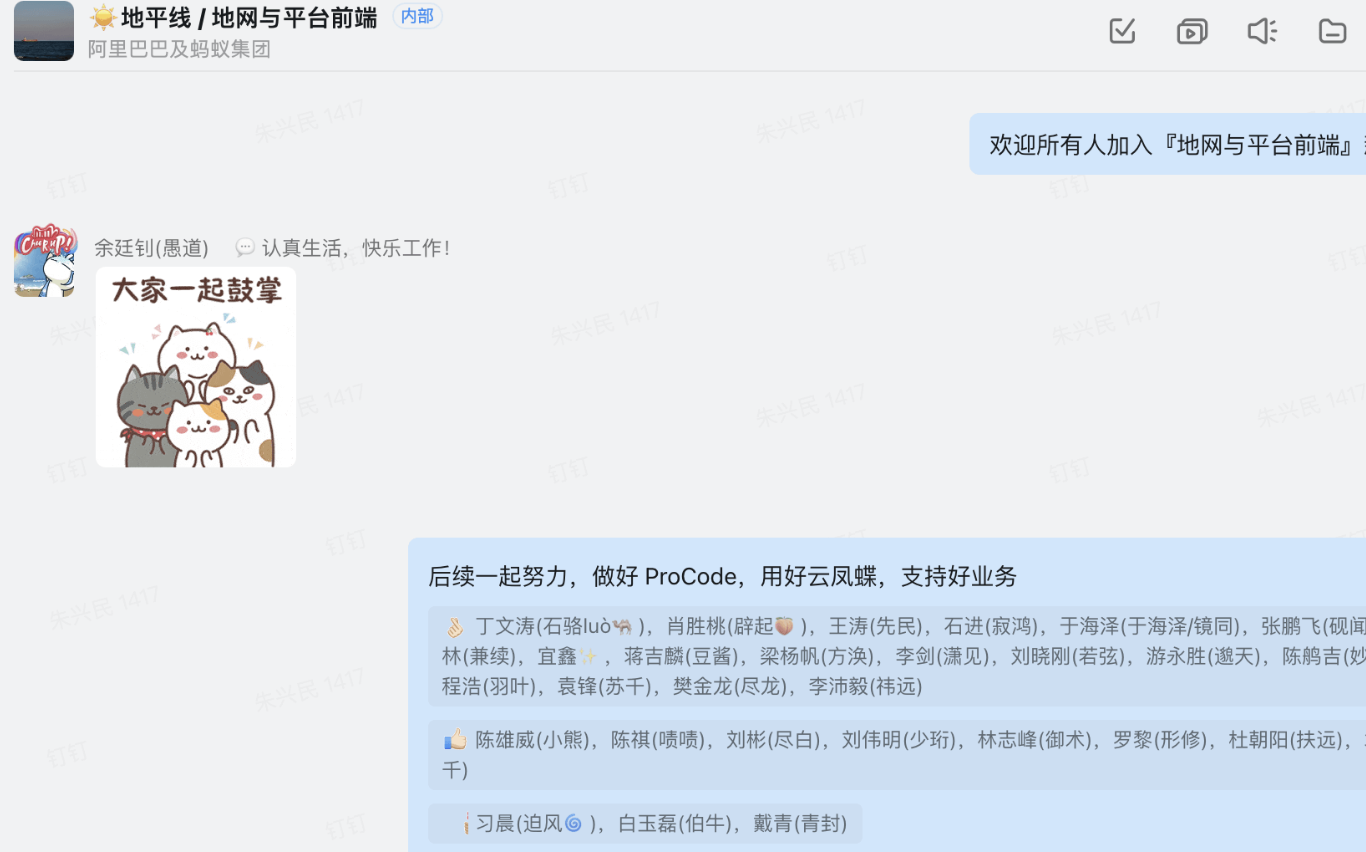 ☀️地平线 / 地网与平台前端 内部
阿里巴巴及蚂蚁集团
朱兴民 1417
欢迎所有人加入『地网与平台前端』
钉钉
CHEER UP!
余廷钊(愚道) 💬 认真生活，快乐工作！
大家一起鼓掌
后续一起努力，做好 ProCode，用好云凤蝶，支持好业务
🫰🏻 丁文涛(石骆luò🐪 )，肖胜桃(辟起🍑 )，王涛(先民)，石进(寂鸿)，于海泽(于海泽/镜同)，张鹏飞(砚闻
林(兼续)，宜鑫✨ ，蒋吉麟(豆酱)，梁杨帆(方涣)，李剑(潇见)，刘晓刚(若弦)，游永胜(邈天)，陈鸼吉(妙
程浩(羽叶)，袁锋(苏千)，樊金龙(尽龙)，李沛毅(祎远)
👍🏻 陈雄威(小熊)，陈祺(啧啧)，刘彬(尽白)，刘伟明(少珩)，林志峰(御术)，罗黎(形修)，杜朝阳(扶远)，
千)
习晨(迫风🌀 )，白玉磊(伯牛)，戴青(青封)